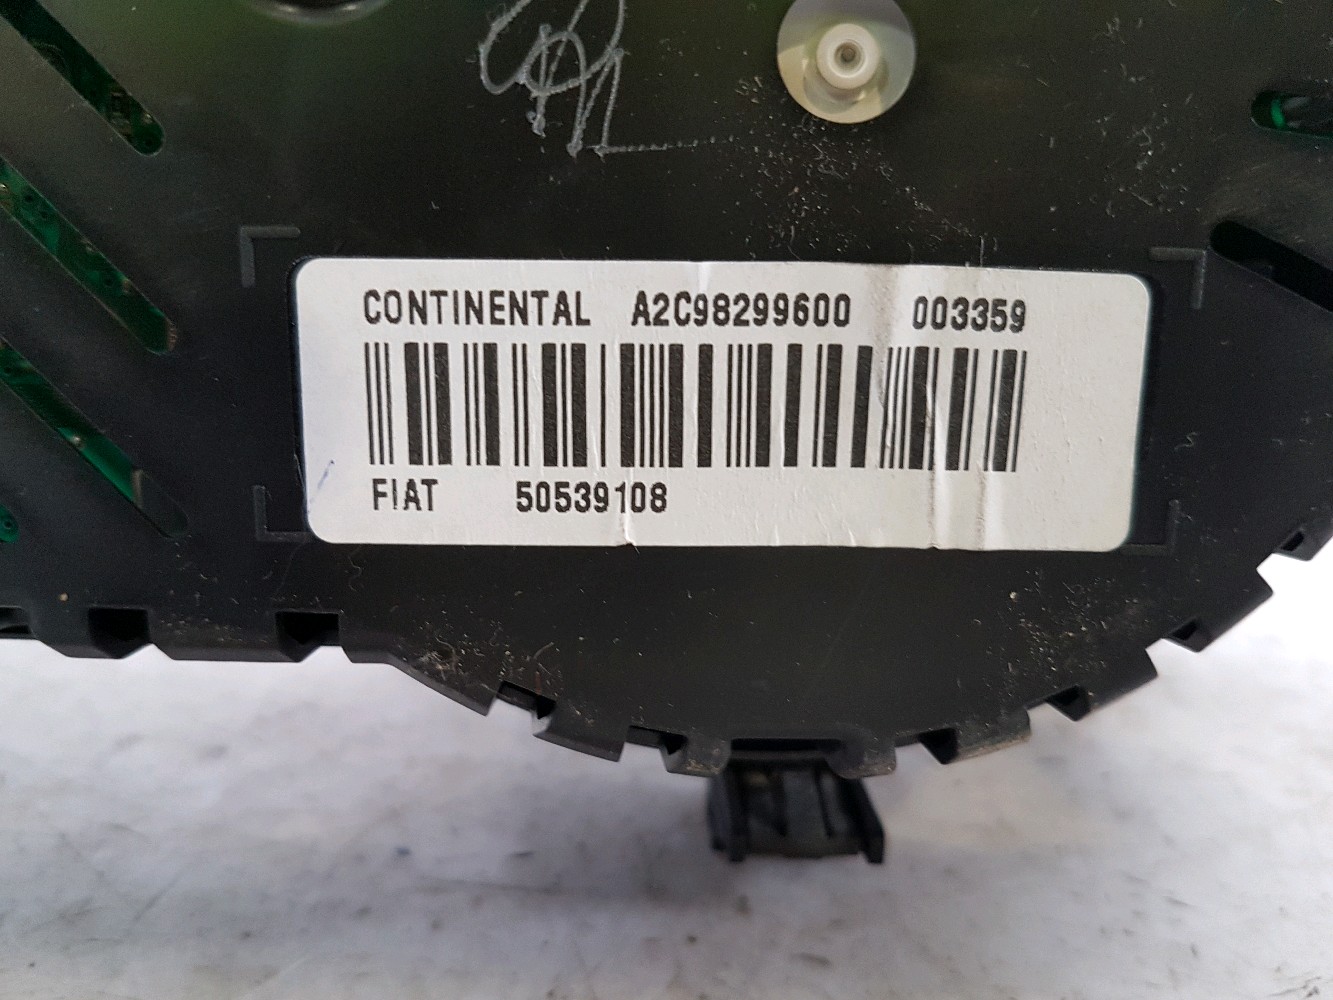 CONTINENTAL A2C98299600 003359
FIAT 50539108